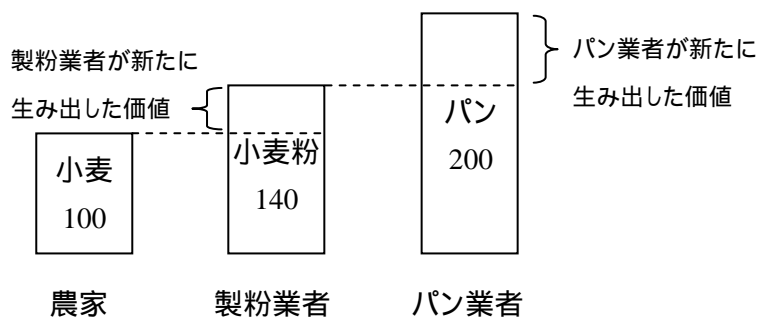 製粉業者が新たに
生み出した価値
パン業者が新たに
生み出した価値
小麦
100
小麦粉
140
パン
200
農家
製粉業者
パン業者